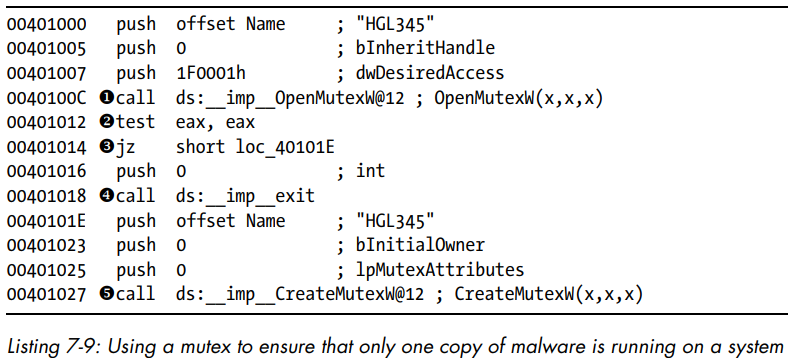 00401000 push offset Name ; "HGL345"
00401005 push 0 ; bInheritHandle
00401007 push 1F0001h ; dwDesiredAccess
0040100C ❶call ds:__imp__OpenMutexW@12 ; OpenMutexW(x,x,x)
00401012 ❷test eax, eax
00401014 ❸jz short loc_40101E
00401016 push 0 ; int
00401018 ❹call ds:__imp__exit
0040101E push offset Name ; "HGL345"
00401023 push 0 ; bInitialOwner
00401025 push 0 ; lpMutexAttributes
00401027 ❺call ds:__imp__CreateMutexW@12 ; CreateMutexW(x,x,x)
Listing 7-9: Using a mutex to ensure that only one copy of malware is running on a system